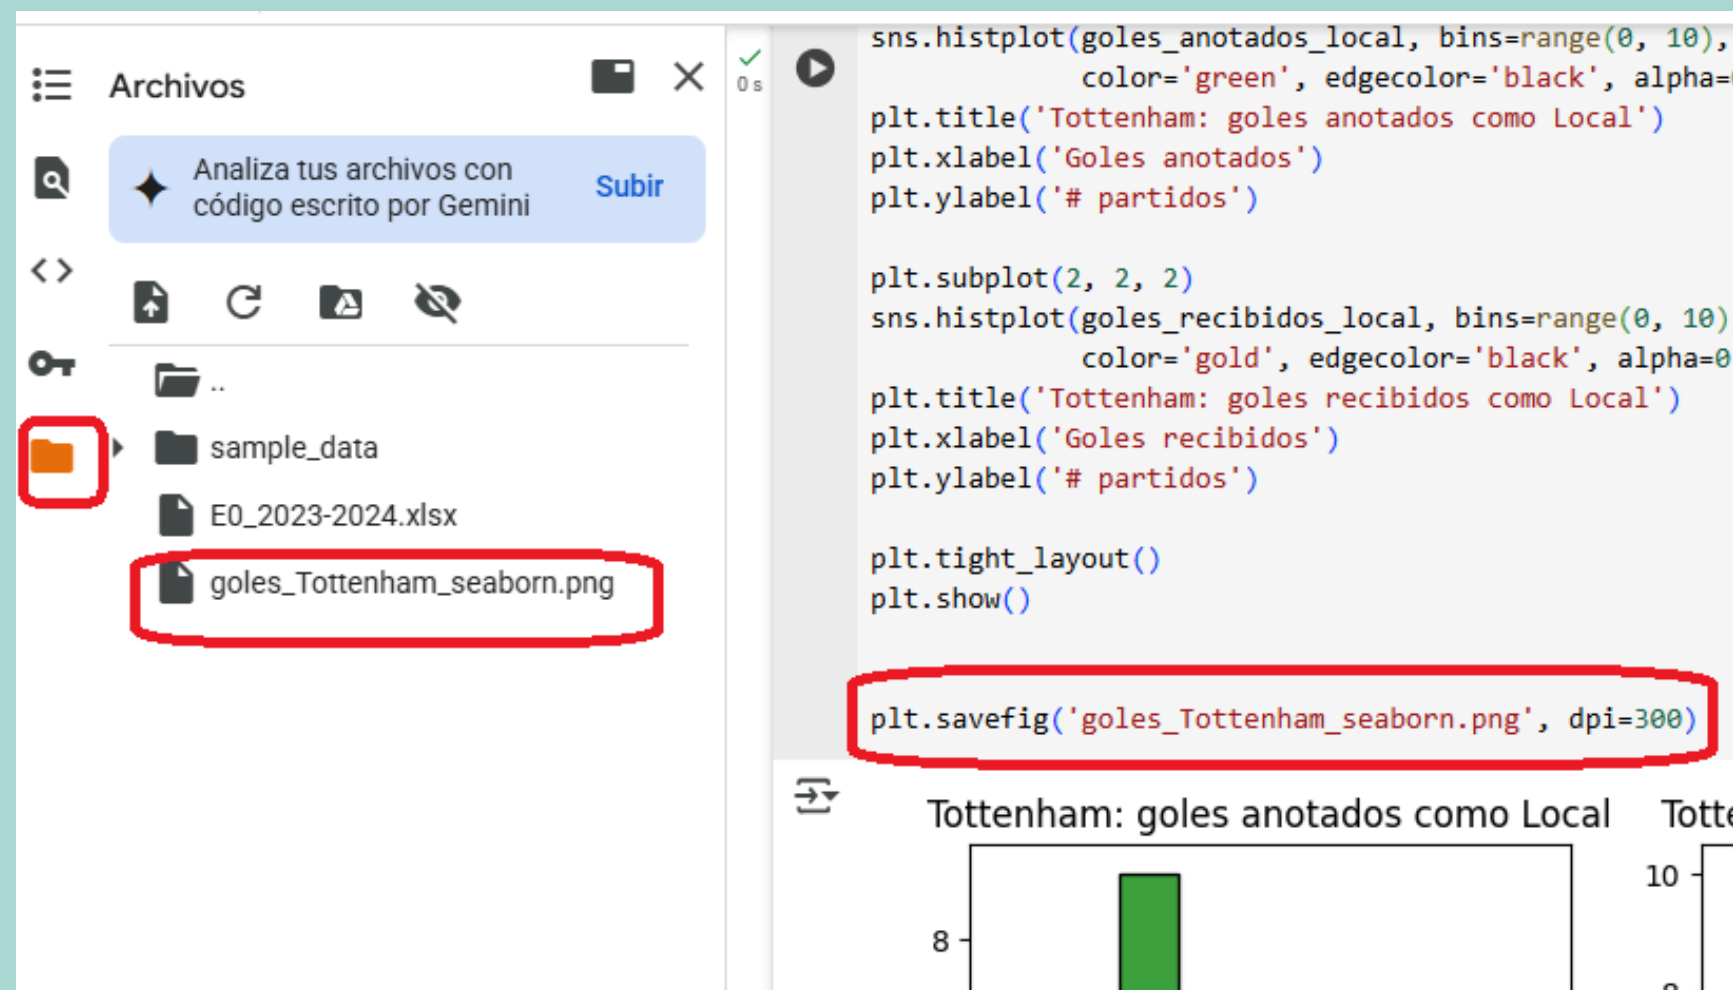 Archivos
Analiza tus archivos con
código escrito por Gemini
Subir
..
sample_data
E0_2023-2024.xlsx
goles_Tottenham_seaborn.png
0 s
sns.histplot(goles_anotados_local, bins=range(0, 10),
color='green', edgecolor='black', alpha=
plt.title('Tottenham: goles anotados como Local')
plt.xlabel('Goles anotados')
plt.ylabel('# partidos')
plt.subplot(2, 2, 2)
sns.histplot(goles_recibidos_local, bins=range(0, 10)
color='gold', edgecolor='black', alpha=0
plt.title('Tottenham: goles recibidos como Local')
plt.xlabel('Goles recibidos')
plt.ylabel('# partidos')
plt.tight_layout()
plt.show()
plt.savefig('goles_Tottenham_seaborn.png', dpi=300)
Tottenham: goles anotados como Local
8
10